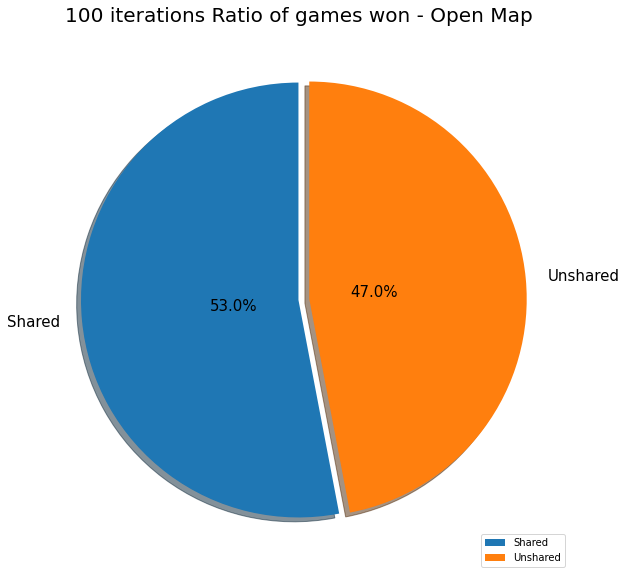 100 iterations Ratio of games won - Open Map
Unshared
47.0%
53.0%
Shared
Shared
Unshared